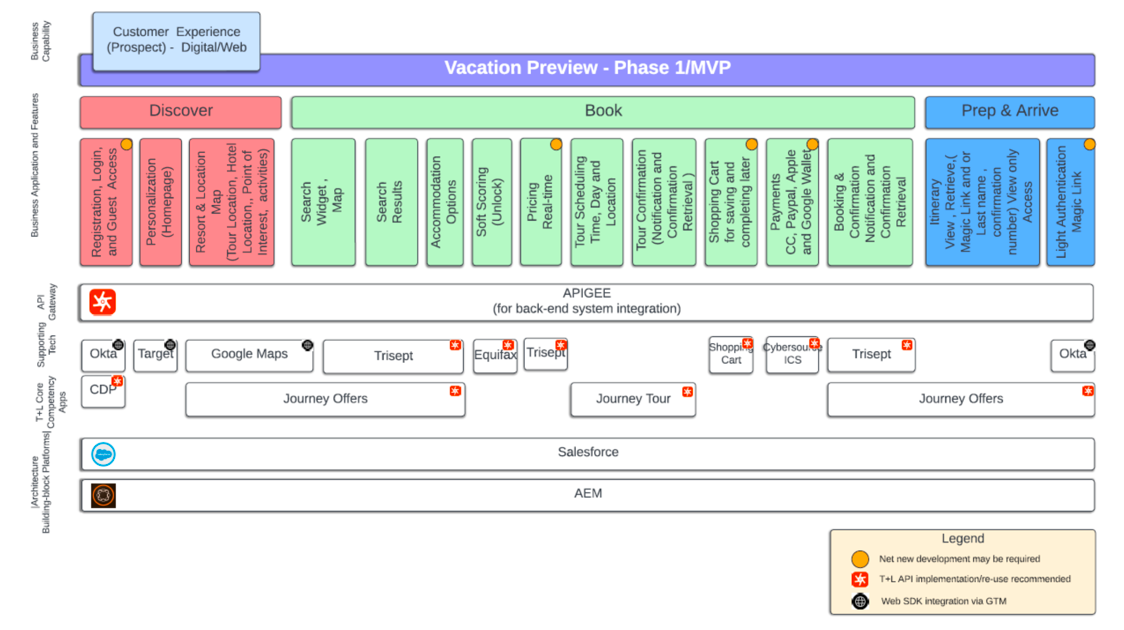 Business
Capability
Customer Experience
(Prospect) - Digital/Web
Vacation Preview - Phase 1/MVP
Business Application and Features
Discover
Book
Prep & Arrive
Registration, Login,
and Guest Access
Personalization
(Homepage)
Resort & Location
Map
(Tour Location, Hotel
Location,, Point of
Interest, activities)
Search
Widget ,
Map
Search
Results
Accommodation
Options
Soft Scoring
(Unlock)
Pricing
Real-time
Tour Scheduling
Time, Day and
Location
Tour Confirmation
(Notification and
Confirmation
Retrieval )
Shopping Cart
for saving and
completing later
Payments
CC, Paypal, Apple
and Google Wallet
Booking &
Confirmation
Notification and
Confirmation
Retrieval
Itinerary
View , Retrieve,(
Magic Link and or
Last name ,
confirmation
number) View only
Access
Light Authentication
Magic Link
API
Gateway
APIGEE
(for back-end system integration)
Supporting
Tech
Okta
Target
Google Maps
Trisept
Equifax
Trisept
Shopping
Cart
Cybersource
ICS
Trisept
Okta
T+L Core
Competency
Apps
CDP
Journey Offers
Journey Tour
Journey Offers
|Architecture
Building-block Platforms|
Salesforce
AEM
Legend
Net new development may be required
T+L API implementation/re-use recommended
Web SDK integration via GTM